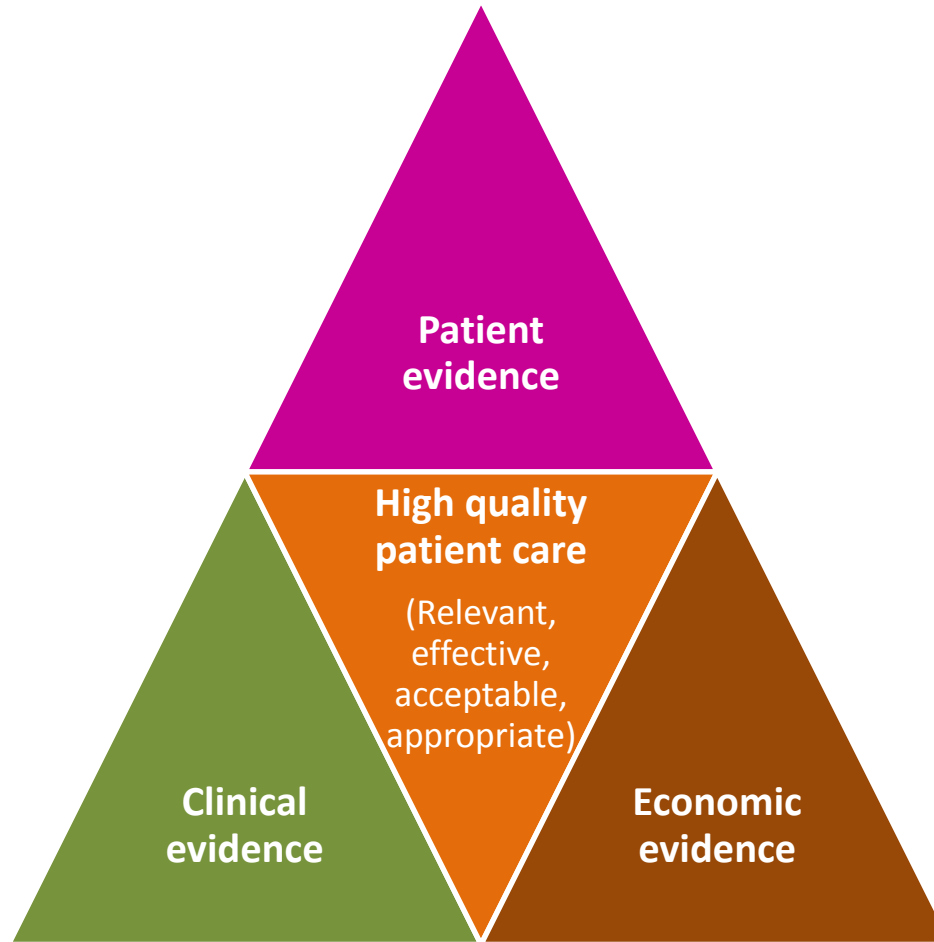 Patient
evidence
High quality
patient care
(Relevant,
effective,
acceptable,
appropriate)
Clinical
evidence
Economic
evidence